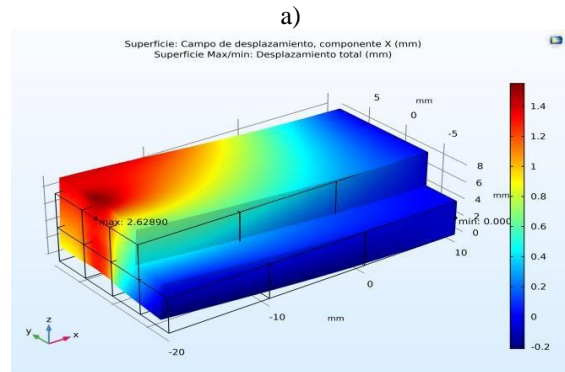 a)
Superficie: Campo de desplazamiento, componente X (mm)
Superficie Max/min: Desplazamiento total (mm)
5
mm
0
-5
8
6
mm
4
2
0
max: 2.62890
min: 0.000
10
0
mm
-10
-20
y
z
x
1.4
1.2
1
0.8
0.6
0.4
0.2
0
-0.2